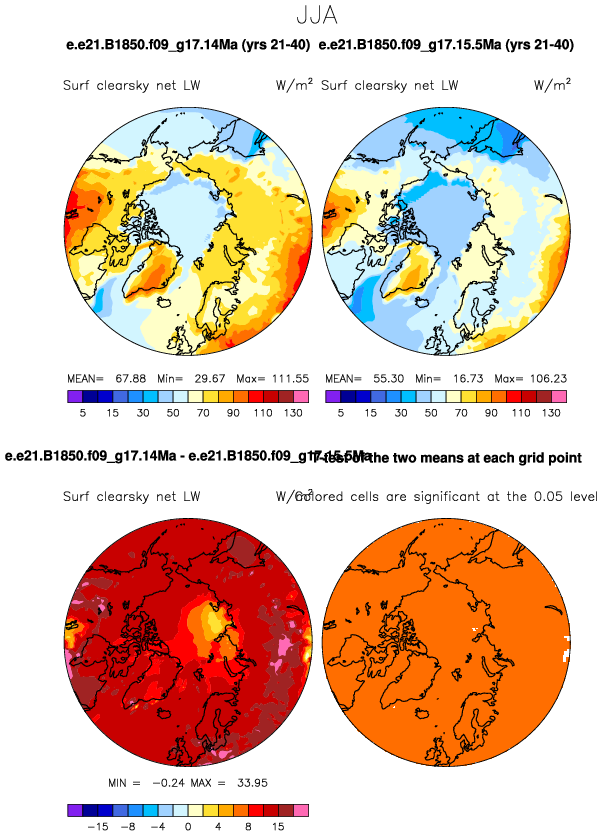 JJA
e.e21.B1850.f09_g17.14Ma (yrs 21-40) e.e21.B1850.f09_g17.15.5Ma (yrs 21-40)
Surf clearsky net LW W/m² Surf clearsky net LW W/m²
MEAN= 67.88 Min= 29.67 Max= 111.55 MEAN= 55.30 Min= 16.73 Max= 106.23
5 15 30 50 70 90 110 130 5 15 30 50 70 90 110 130
e.e21.B1850.f09_g17.14Ma - e.e21.B1850.f09_g17.15.5Ma T-test of the two means at each grid point
Surf clearsky net LW W/m² Colored cells are significant at the 0.05 level
MIN = -0.24 MAX = 33.95
-15 -8 -4 0 4 8 15